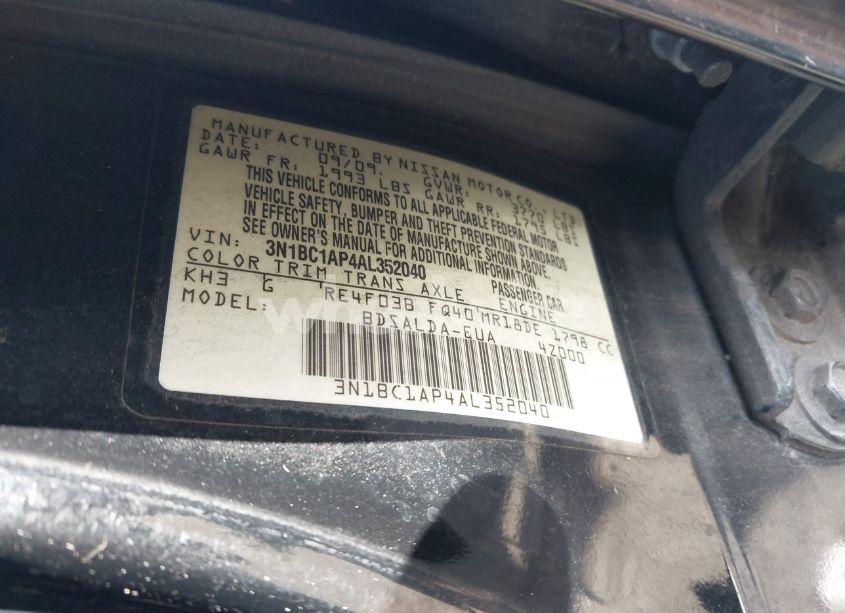 MANUFACTURED BY NISSAN MOTOR CO., LTD.
DATE: 09/09. GVWR: 3770 LBS
GAWR FR: 1993 LBS GAWR RR: 1795 LBS
THIS VEHICLE CONFORMS TO ALL APPLICABLE FEDERAL MOTOR
VEHICLE SAFETY, BUMPER AND THEFT PREVENTION STANDARDS
IN EFFECT ON THE DATE OF MANUFACTURE SHOWN ABOVE.
SEE OWNER'S MANUAL FOR ADDITIONAL INFORMATION.
VIN: 3N1BC1AP4AL352040 PASSENGER CAR.
COLOR TRIM TRANS AXLE ENGINE
KH3 G RE4F03B FQ40 MR18DE 1798 CC
MODEL: BDSALDA-EUA 4Z000
3N1BC1AP4AL352040